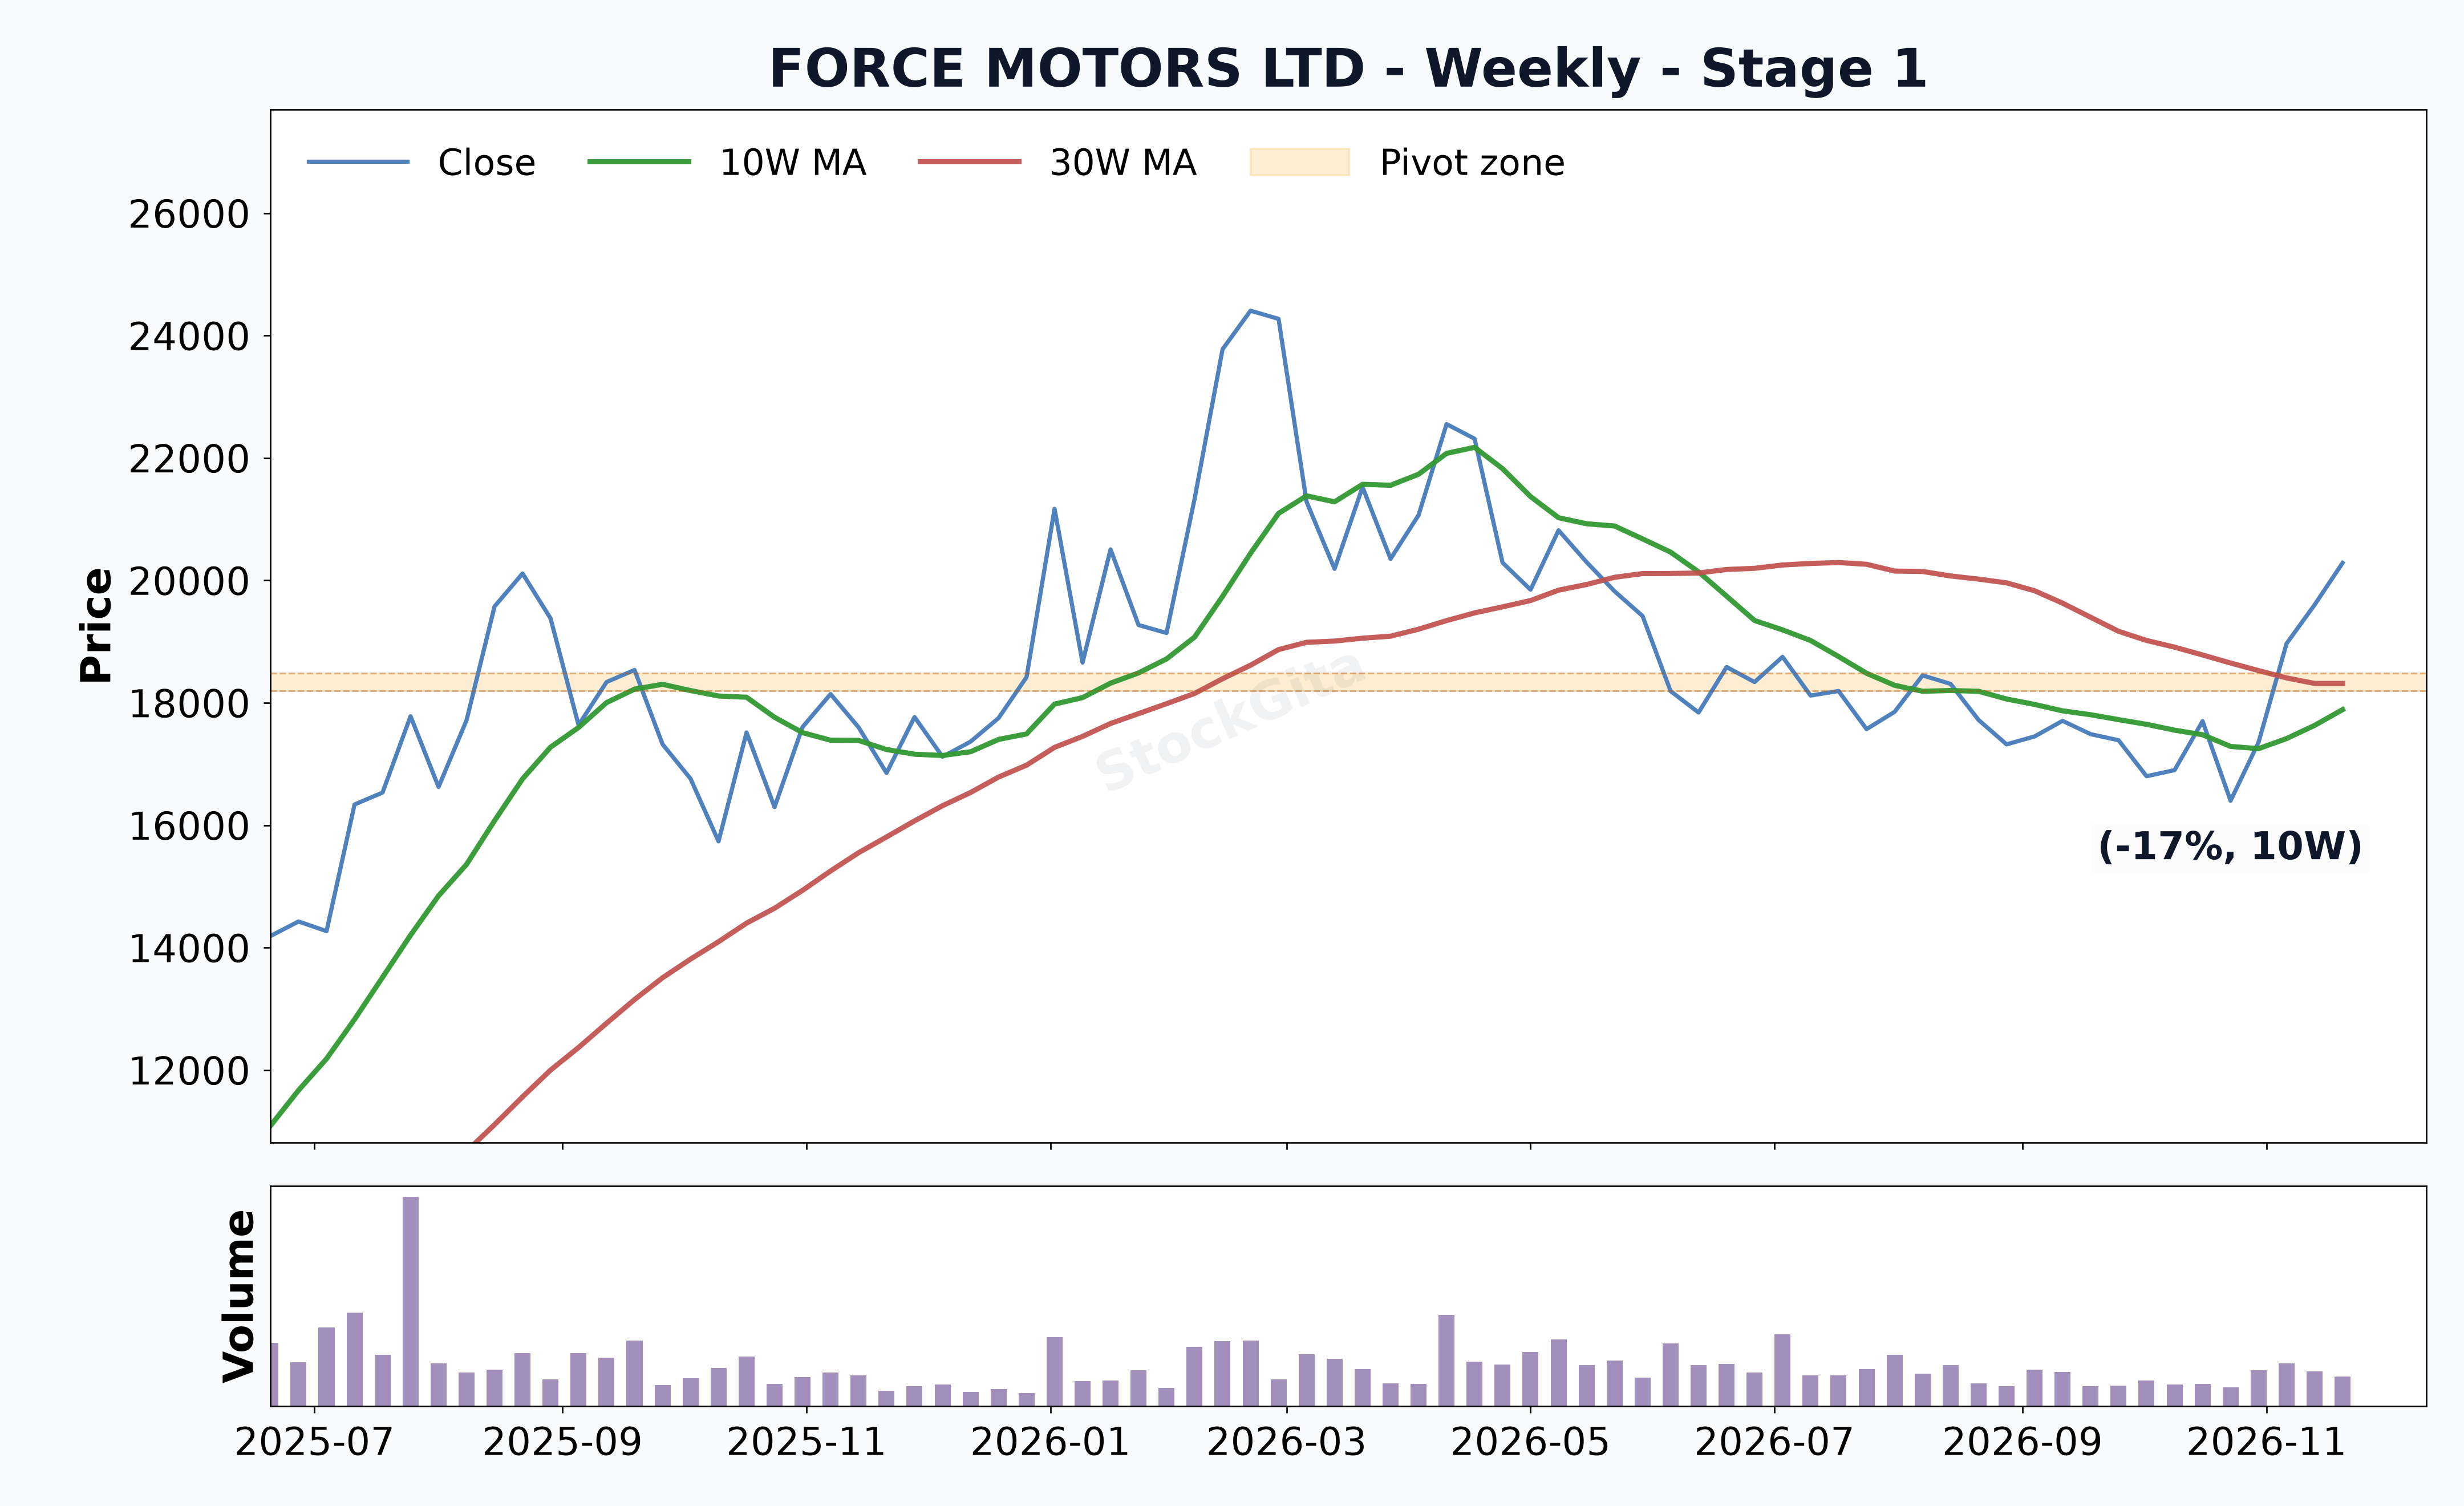 FORCE MOTORS LTD - Weekly - Stage 1
Close 10W MA 30W MA Pivot zone
26000
24000
22000
20000
18000
16000
14000
12000
Price
StockGita
(-17%, 10W)
Volume
2025-07 2025-09 2025-11 2026-01 2026-03 2026-05 2026-07 2026-09 2026-11